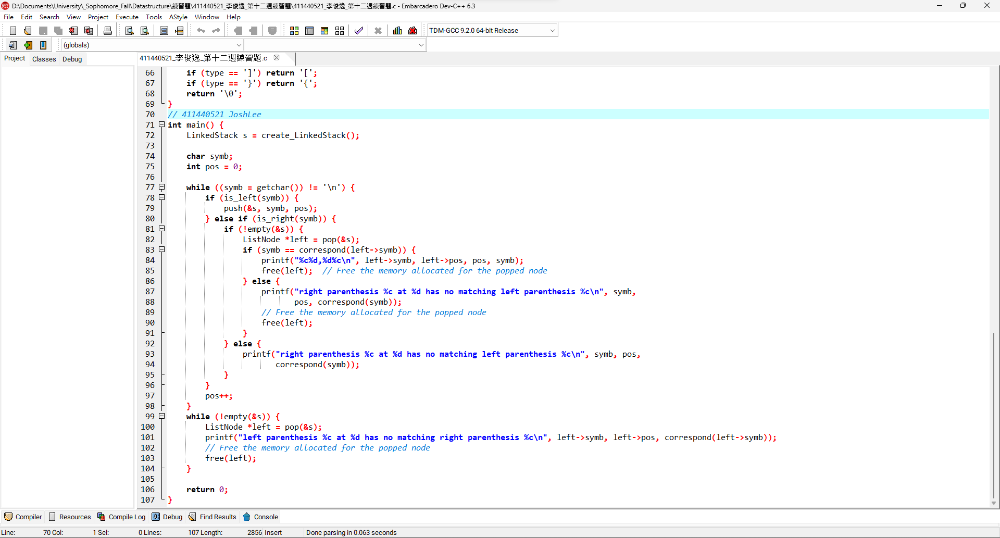 D:\Documents\University\_Sophomore_Fall\Datastructure\練習題\411440521_李俊逸_第十二週練習題\411440521_李俊逸_第十二週練習題.c - Embarcadero Dev-C++ 6.3
File Edit Search View Project Execute Tools AStyle Window Help
TDM-GCC 9.2.0 64-bit Release
(globals)
Project Classes Debug
411440521_李俊逸_第十二週練習題.c
66     if (type == ']') return '[';
67     if (type == '}') return '{';
68     return '\0';
69 }
70 // 411440521 JoshLee
71 int main() {
72     LinkedStack s = create_LinkedStack();
73
74     char symb;
75     int pos = 0;
76
77     while ((symb = getchar()) != '\n') {
78         if (is_left(symb)) {
79             push(&s, symb, pos);
80         } else if (is_right(symb)) {
81             if (!empty(&s)) {
82                 ListNode *left = pop(&s);
83                 if (symb == correspond(left->symb)) {
84                     printf("%c%d,%d%c\n", left->symb, left->pos, pos, symb);
85                     free(left);  // Free the memory allocated for the popped node
86                 } else {
87                     printf("right parenthesis %c at %d has no matching left parenthesis %c\n", symb,
88                            pos, correspond(symb));
89                     // Free the memory allocated for the popped node
90                     free(left);
91                 }
92             } else {
93                 printf("right parenthesis %c at %d has no matching left parenthesis %c\n", symb, pos,
94                        correspond(symb));
95             }
96         }
97         pos++;
98     }
99     while (!empty(&s)) {
100         ListNode *left = pop(&s);
101         printf("left parenthesis %c at %d has no matching right parenthesis %c\n", left->symb, left->pos, correspond(left->symb));
102         // Free the memory allocated for the popped node
103         free(left);
104     }
105
106     return 0;
107 }
Compiler Resources Compile Log Debug Find Results Console
Line: 70 Col: 1 Sel: 0 Lines: 107 Length: 2856 Insert Done parsing in 0.063 seconds